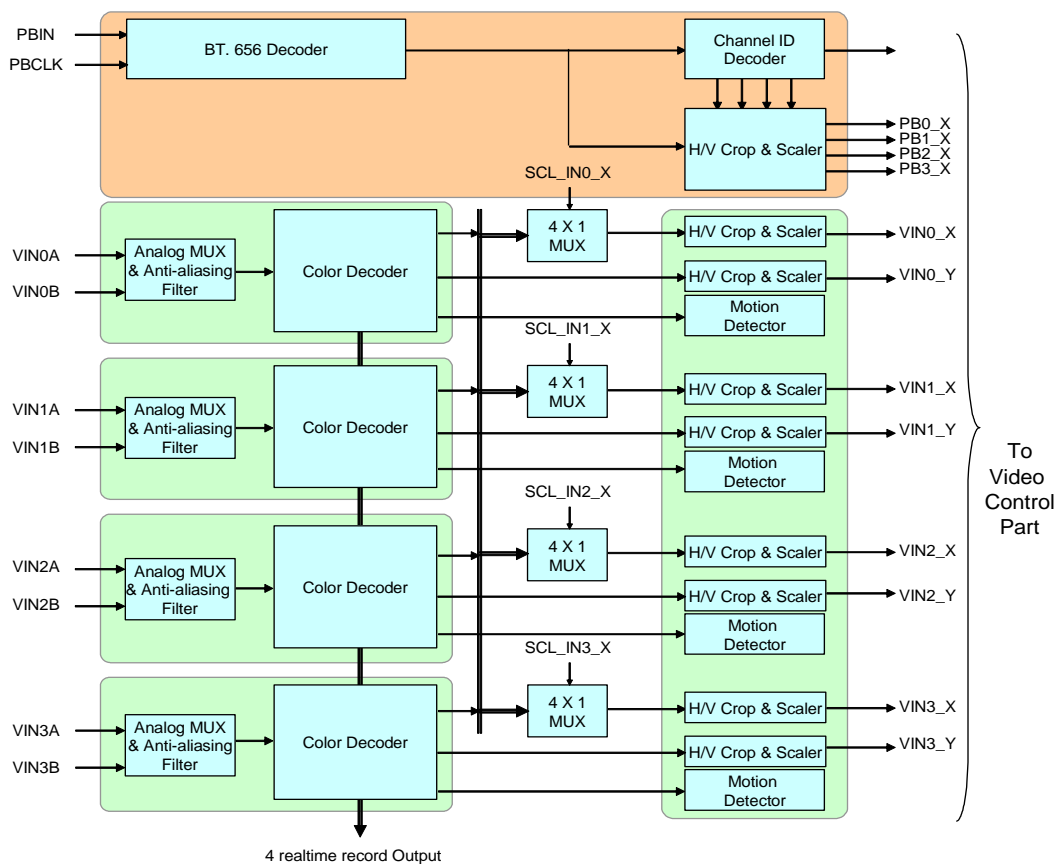 PBIN
PBCLK
BT. 656 Decoder
Channel ID
Decoder
H/V Crop & Scaler
PB0_X
PB1_X
PB2_X
PB3_X
SCL_IN0_X
4 X 1
MUX
VIN0A
VIN0B
Analog MUX
& Anti-aliasing
Filter
Color Decoder
H/V Crop & Scaler
VIN0_X
H/V Crop & Scaler
VIN0_Y
Motion
Detector
SCL_IN1_X
4 X 1
MUX
VIN1A
VIN1B
Analog MUX
& Anti-aliasing
Filter
Color Decoder
H/V Crop & Scaler
VIN1_X
H/V Crop & Scaler
VIN1_Y
Motion
Detector
To
Video
Control
Part
SCL_IN2_X
4 X 1
MUX
VIN2A
VIN2B
Analog MUX
& Anti-aliasing
Filter
Color Decoder
H/V Crop & Scaler
VIN2_X
H/V Crop & Scaler
VIN2_Y
Motion
Detector
SCL_IN3_X
4 X 1
MUX
VIN3A
VIN3B
Analog MUX
& Anti-aliasing
Filter
Color Decoder
H/V Crop & Scaler
VIN3_X
H/V Crop & Scaler
VIN3_Y
Motion
Detector
4 realtime record Output